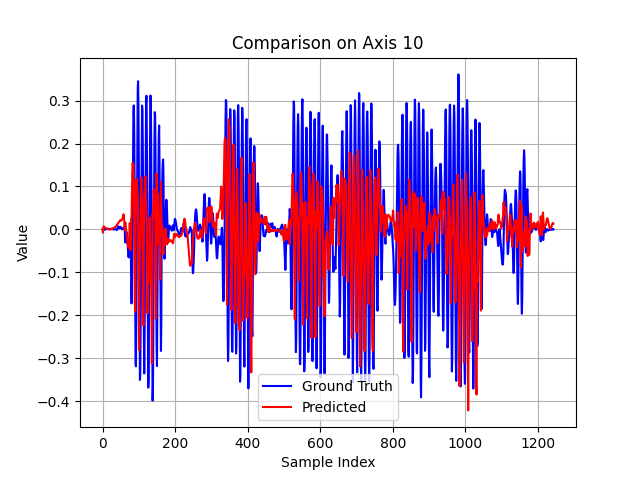 Comparison on Axis 10
Value
0.3
0.2
0.1
0.0
−0.1
−0.2
−0.3
−0.4
Ground Truth
Predicted
0 200 400 600 800 1000 1200
Sample Index